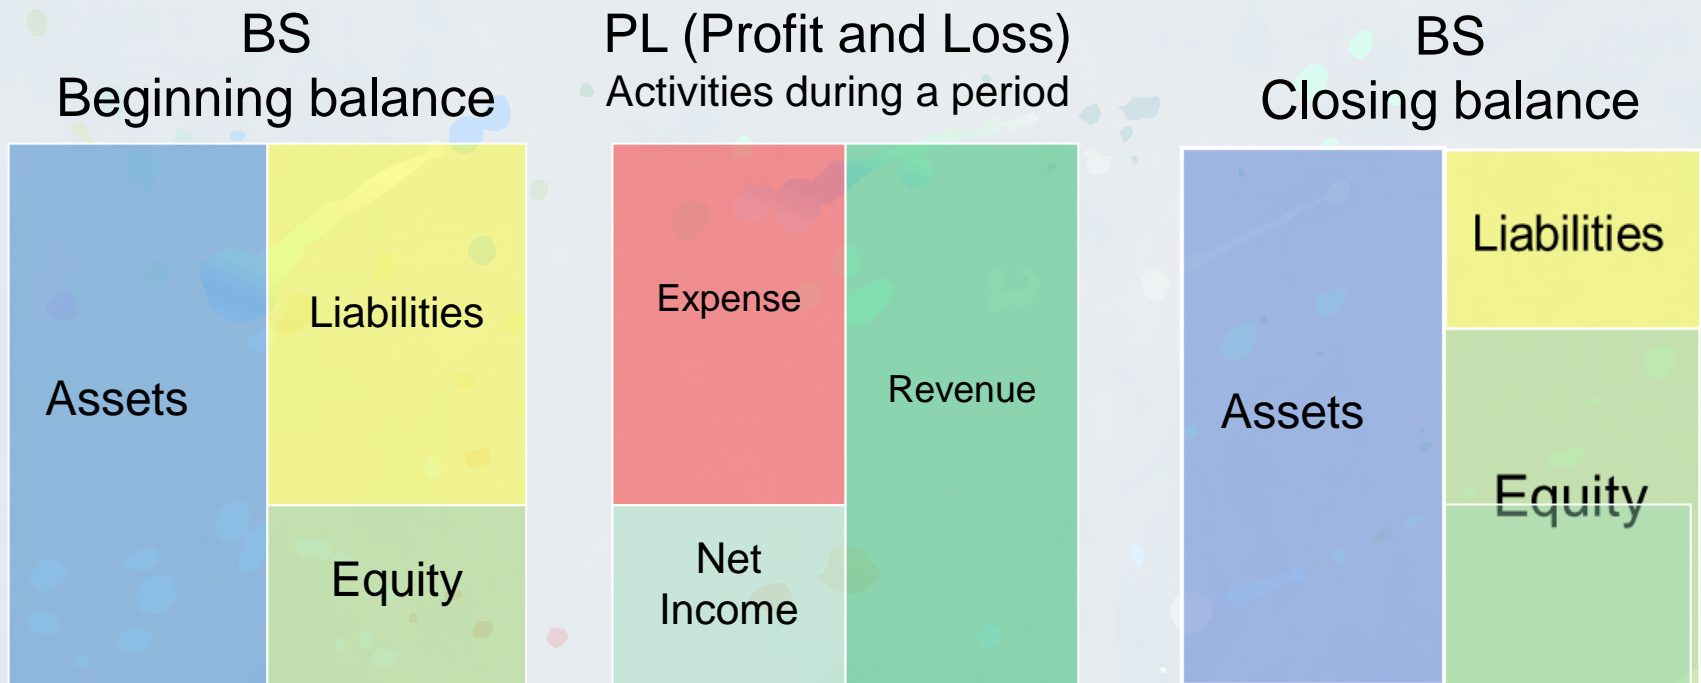 BS
Beginning balance
Assets
Liabilities
Equity
PL (Profit and Loss)
Activities during a period
Expense
Net
Income
Revenue
BS
Closing balance
Assets
Liabilities
Equity